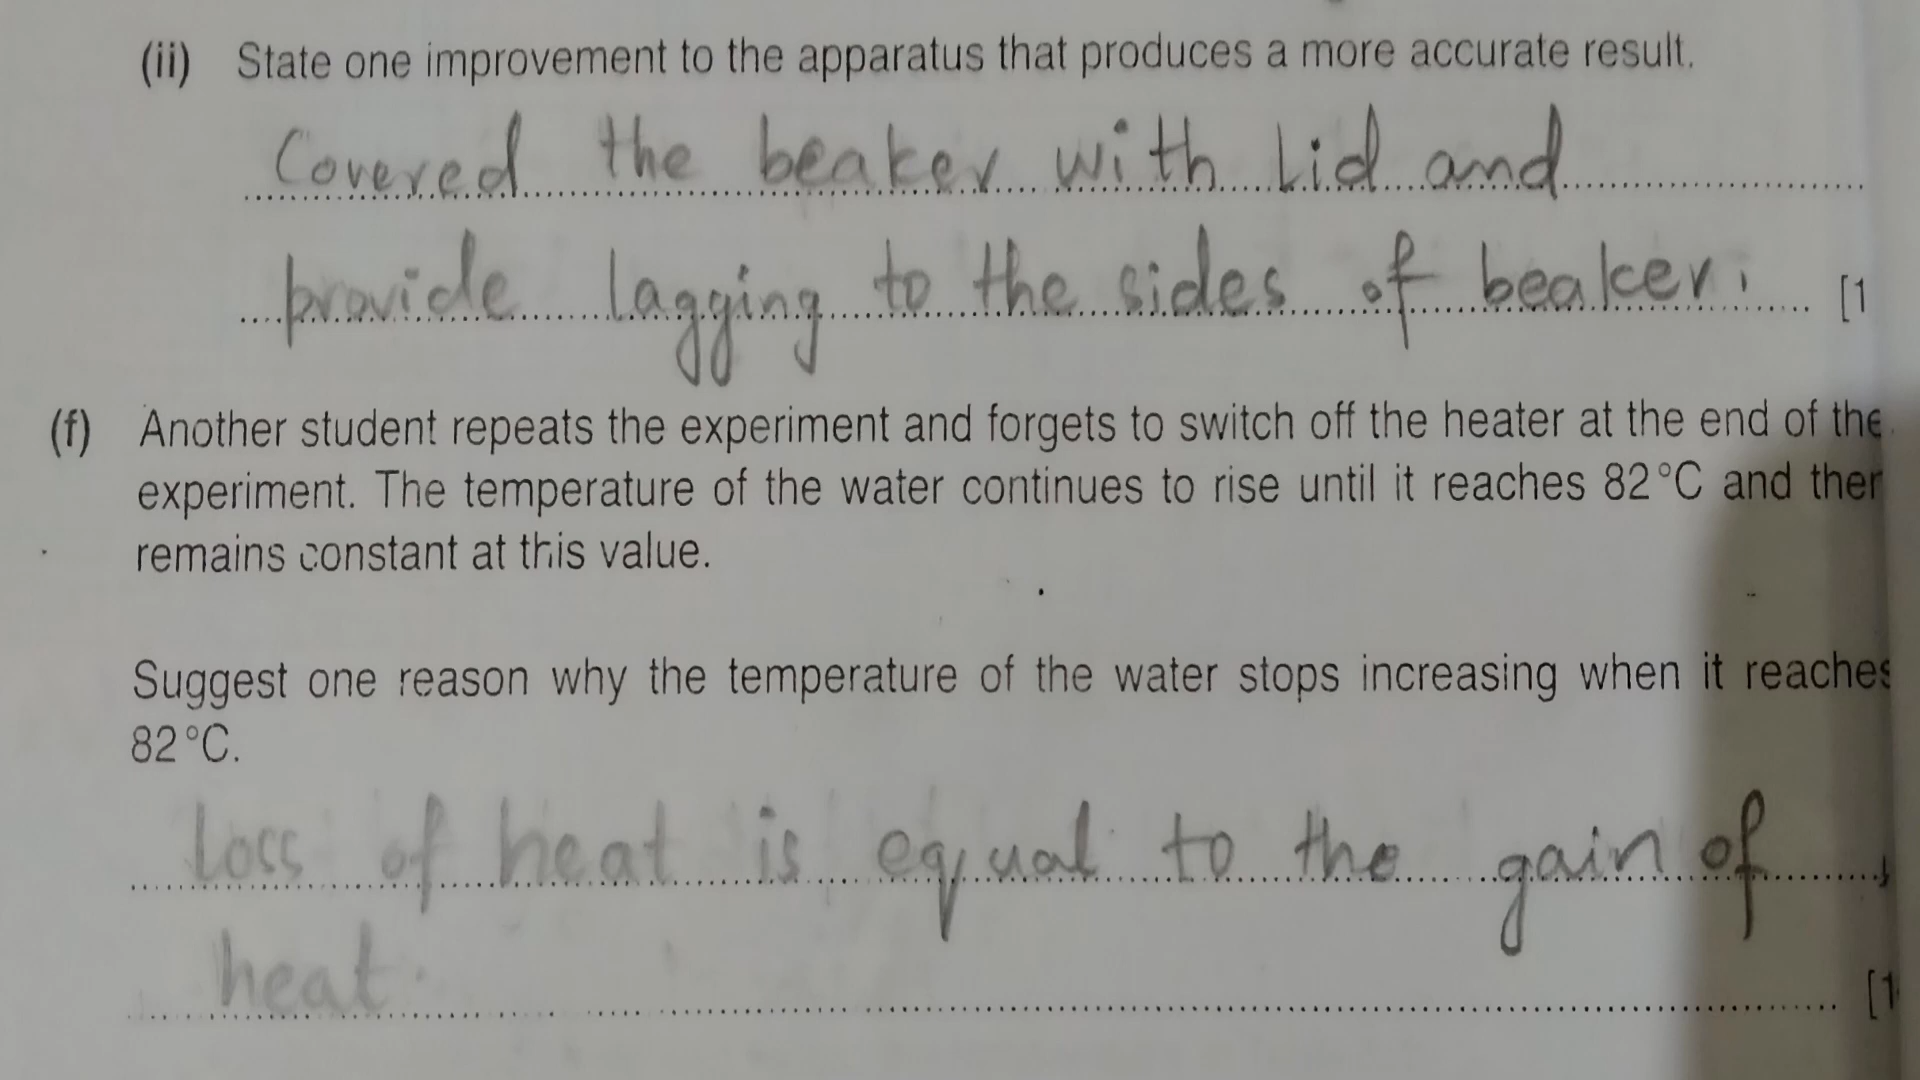 (ii) State one improvement to the apparatus that produces a more accurate result.
Covered the beaker with Lid and
provide lagging to the sides of beaker.
[1
(f) Another student repeats the experiment and forgets to switch off the heater at the end of the
experiment. The temperature of the water continues to rise until it reaches 82°C and then
remains constant at this value.
Suggest one reason why the temperature of the water stops increasing when it reaches
82°C.
loss of heat is equal to the gain of
heat.
[1